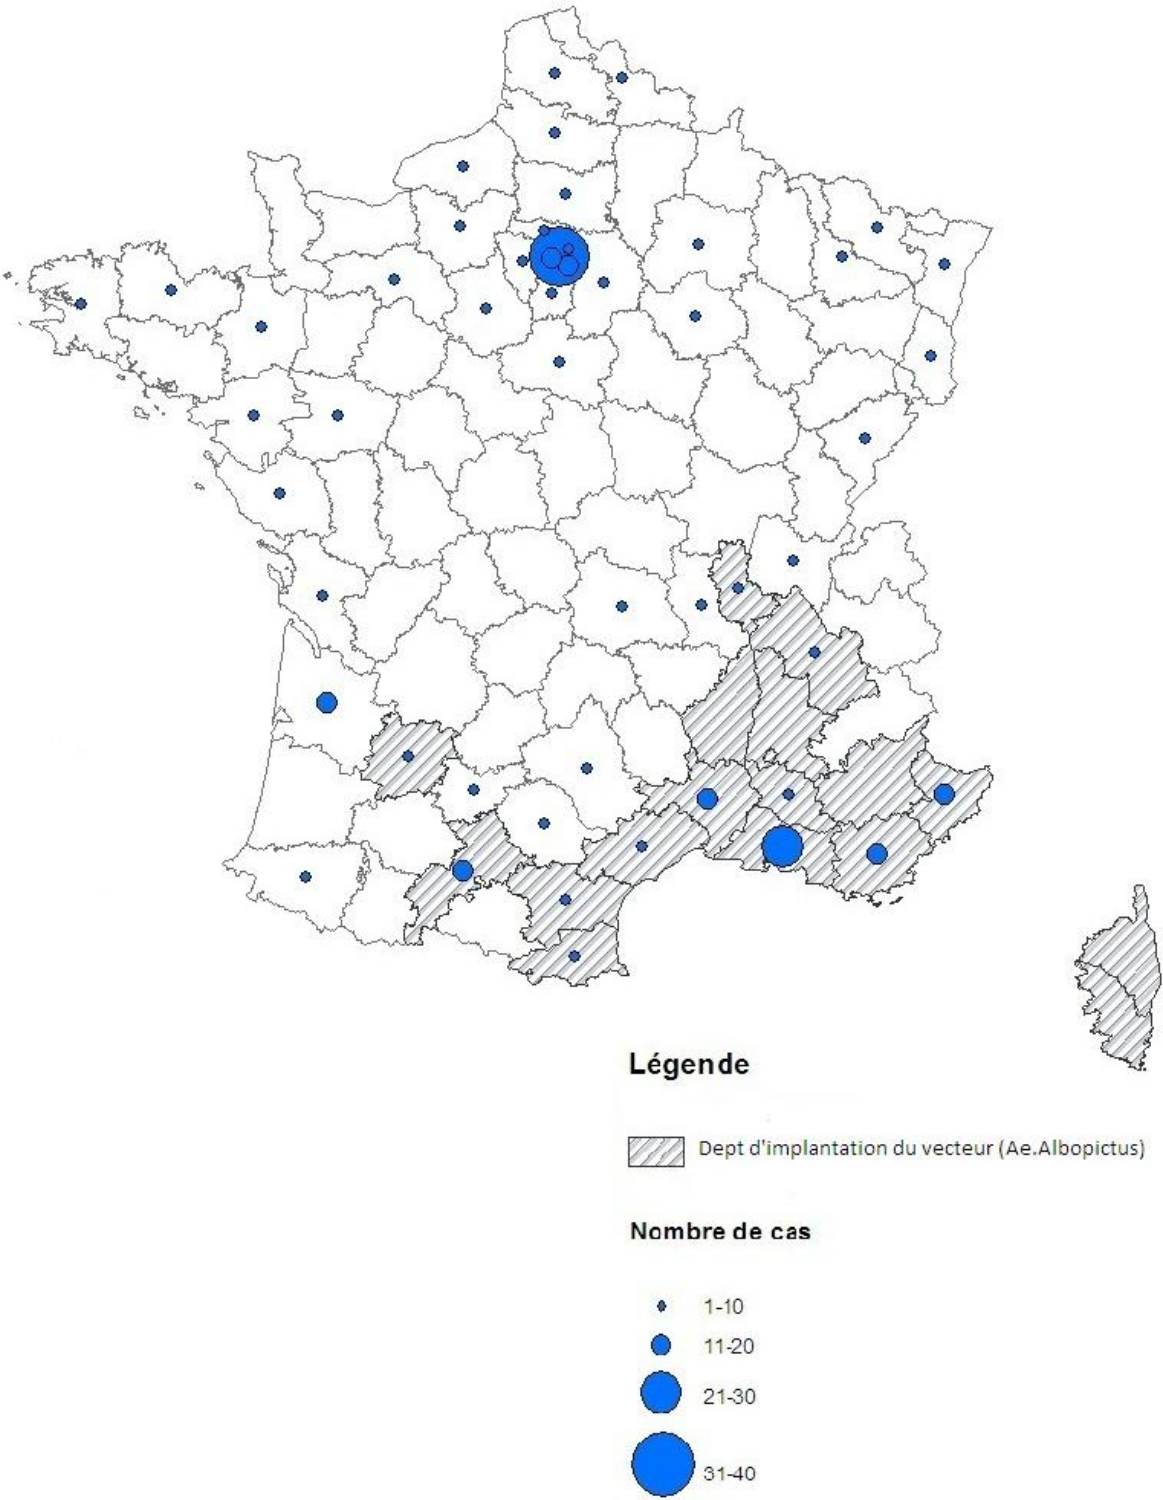 Légende
Dept d'implantation du vecteur (Ae.Albopictus)
Nombre de cas
1-10
11-20
21-30
31-40